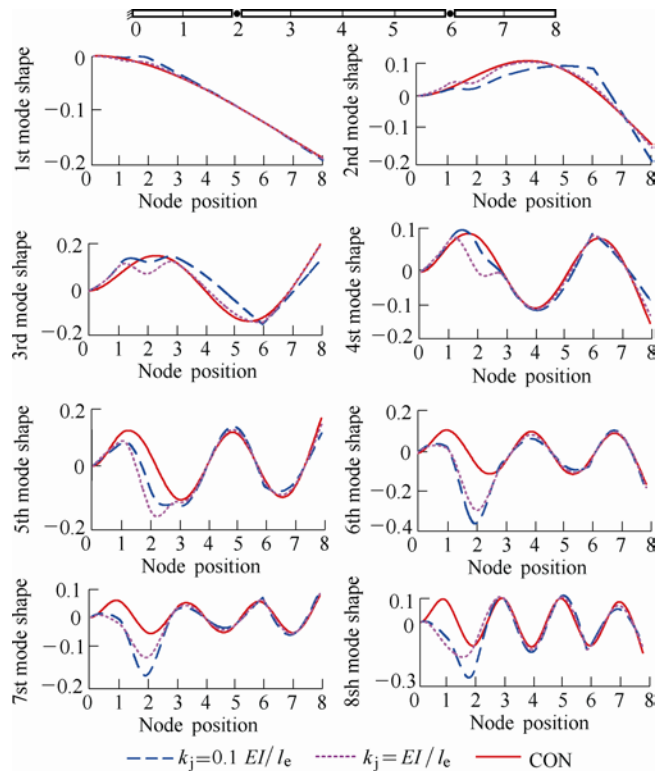 0 1 2 3 4 5 6 7 8
1st mode shape
0
−0.1
−0.2
0 1 2 3 4 5 6 7 8
Node position
2nd mode shape
0.1
0
−0.1
−0.2
0 1 2 3 4 5 6 7 8
Node position
3rd mode shape
0.2
0
−0.2
0 1 2 3 4 5 6 7 8
Node position
4st mode shape
0.1
0
−0.1
−0.2
0 1 2 3 4 5 6 7 8
Node position
5th mode shape
0.2
0
−0.2
0 1 2 3 4 5 6 7 8
Node position
6th mode shape
0.2
0
−0.2
−0.4
0 1 2 3 4 5 6 7 8
Node position
7st mode shape
0.1
0
−0.1
−0.2
0 1 2 3 4 5 6 7 8
Node position
8sh mode shape
0.1
0
−0.3
0 1 2 3 4 5 6 7 8
Node position
kj=0.1 EI/le kj=EI/le CON